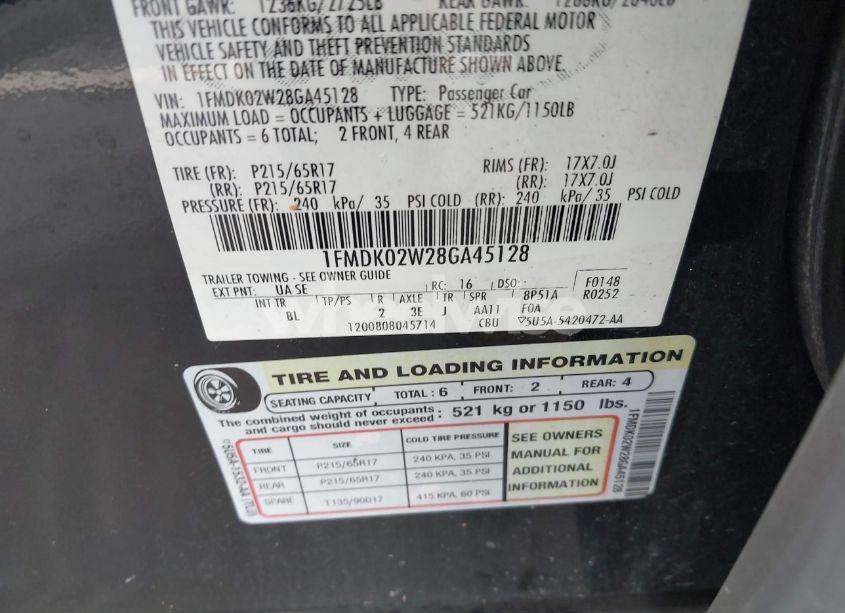 FRONT GAWR: 1236KG/2725LB REAR GAWR: 1288KG/2840LB
THIS VEHICLE CONFORMS TO ALL APPLICABLE FEDERAL MOTOR
VEHICLE SAFETY AND THEFT PREVENTION STANDARDS
IN EFFECT ON THE DATE OF MANUFACTURE SHOWN ABOVE.
VIN: 1FMDK02W28GA45128 TYPE: Passenger Car
MAXIMUM LOAD = OCCUPANTS + LUGGAGE = 521KG/1150LB
OCCUPANTS = 6 TOTAL; 2 FRONT, 4 REAR
TIRE (FR): P215/65R17 RIMS (FR): 17X7.0J
(RR): P215/65R17 (RR): 17X7.0J
PRESSURE (FR): 240 kPa/ 35 PSI COLD (RR): 240 kPa/ 35 PSI COLD
1FMDK02W28GA45128
TRAILER TOWING - SEE OWNER GUIDE
EXT PNT: UA SE RC: 16 DSO: F0148
INT TR TP/PS R AXLE TR SPR 8P51A R0252
BL 2 3E J AA11 F0A
1200808045714 CBU 5U5A-5420472-AA
TIRE AND LOADING INFORMATION
SEATING CAPACITY TOTAL : 6 FRONT: 2 REAR: 4
The combined weight of occupants and cargo should never exceed : 521 kg or 1150 lbs.
TIRE SIZE COLD TIRE PRESSURE
FRONT P215/65R17 240 KPA, 35 PSI
REAR P215/65R17 240 KPA, 35 PSI
SPARE T135/90D17 415 KPA, 60 PSI
SEE OWNERS
MANUAL FOR
ADDITIONAL
INFORMATION
5U5A-1532-AA (TLI)
1FMDK02W28GA45128